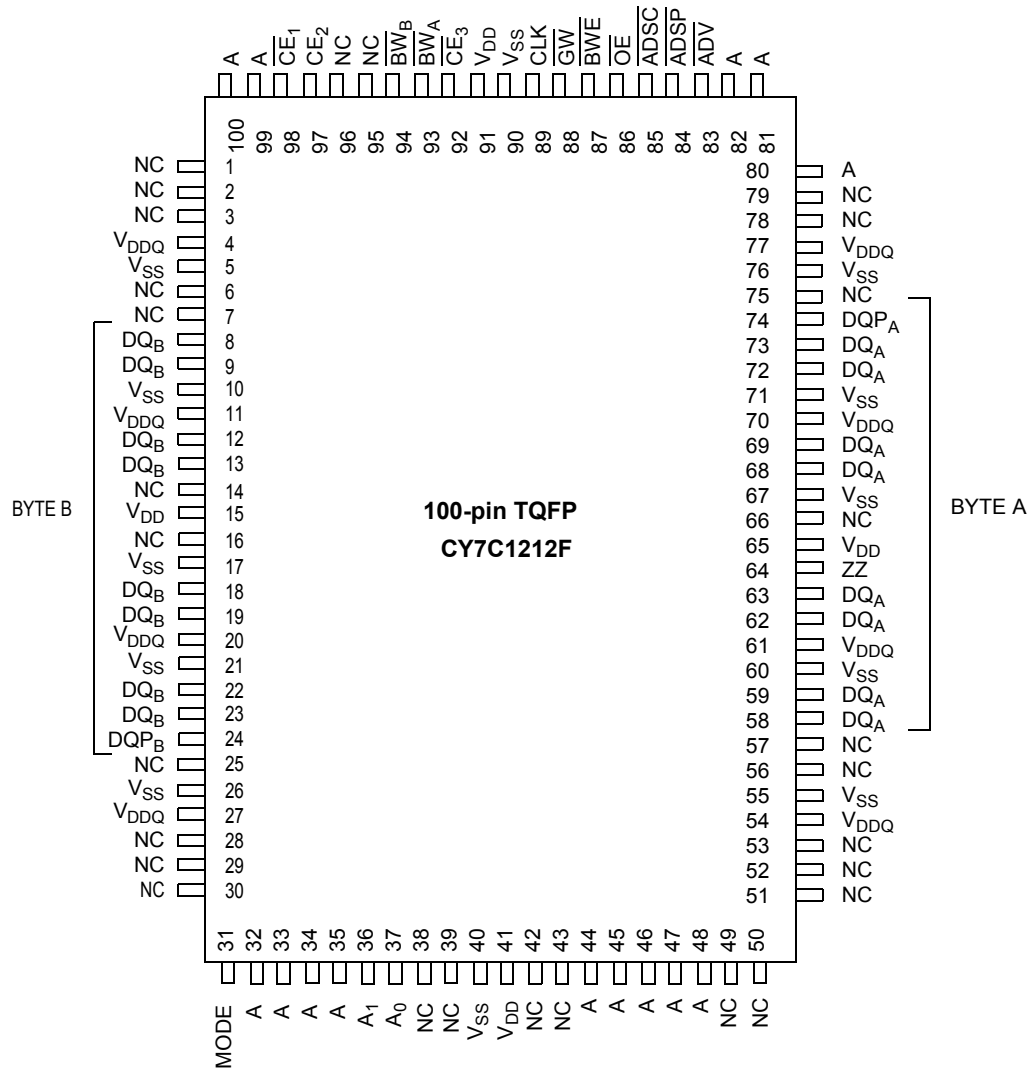 A A CE1 CE2 NC NC BWB BWA CE3 VDD VSS CLK GW BWE OE ADSC ADSP ADV A A
100 99 98 97 96 95 94 93 92 91 90 89 88 87 86 85 84 83 82 81
NC 1
NC 2
NC 3
VDDQ 4
VSS 5
NC 6
NC 7
DQB 8
DQB 9
VSS 10
VDDQ 11
DQB 12
DQB 13
NC 14
VDD 15
NC 16
VSS 17
DQB 18
DQB 19
VDDQ 20
VSS 21
DQB 22
DQB 23
DQPB 24
NC 25
VSS 26
VDDQ 27
NC 28
NC 29
NC 30
BYTE B
100-pin TQFP
CY7C1212F
80 A
79 NC
78 NC
77 VDDQ
76 VSS
75 NC
74 DQPA
73 DQA
72 DQA
71 VSS
70 VDDQ
69 DQA
68 DQA
67 VSS
66 NC
65 VDD
64 ZZ
63 DQA
62 DQA
61 VDDQ
60 VSS
59 DQA
58 DQA
57 NC
56 NC
55 VSS
54 VDDQ
53 NC
52 NC
51 NC
BYTE A
31 32 33 34 35 36 37 38 39 40 41 42 43 44 45 46 47 48 49 50
MODE A A A A A1 A0 NC NC VSS VDD NC NC A A A A A NC NC